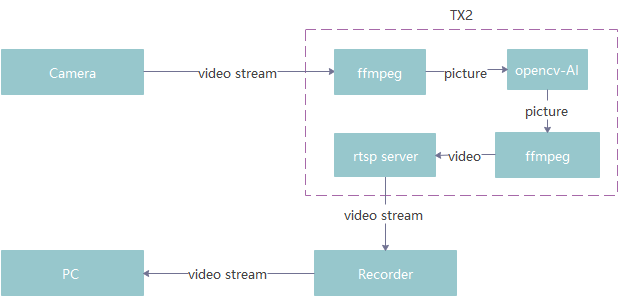 TX2
Camera
video stream
ffmpeg
picture
opencv-AI
picture
rtsp server
video
ffmpeg
video stream
PC
video stream
Recorder